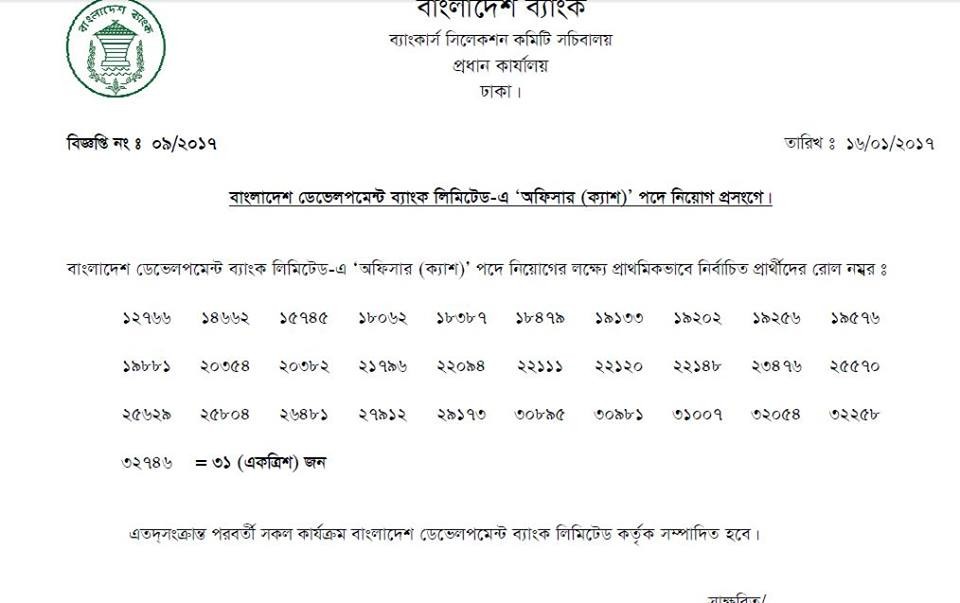 বাংলাদেশ ব্যাংক
বাংলাদেশ ব্যাংক
ব্যাংকার্স সিলেকশন কমিটি সচিবালয়
প্রধান কার্যালয়
ঢাকা।
বিজ্ঞপ্তি নং ঃ ০৯/২০১৭ তারিখ ঃ ১৬/০১/২০১৭
বাংলাদেশ ডেভেলপমেন্ট ব্যাংক লিমিটেড-এ ‘অফিসার (ক্যাশ)’ পদে নিয়োগ প্রসংগে।
বাংলাদেশ ডেভেলপমেন্ট ব্যাংক লিমিটেড-এ ‘অফিসার (ক্যাশ)’ পদে নিয়োগের লক্ষ্যে প্রাথমিকভাবে নির্বাচিত প্রার্থীদের রোল নম্বর ঃ
১২৭৬৬ ১৪৬৬২ ১৫৭৪৫ ১৮০৬২ ১৮৩৮৭ ১৮৪৭৯ ১৯১৩৩ ১৯২০২ ১৯২৫৬ ১৯৫৭৬
১৯৮৮১ ২০৩৫৪ ২০৩৮২ ২১৭৯৬ ২২০৯৪ ২২১১১ ২২১২০ ২২১৪৮ ২৩৪৭৬ ২৫৫৭০
২৫৬২৯ ২৫৮০৪ ২৬৪৮১ ২৭৯১২ ২৯১৭৩ ৩০৮৯৫ ৩০৯৮১ ৩১০০৭ ৩২০৫৪ ৩২২৫৮
৩২৭৪৬ = ৩১ (একত্রিশ) জন
এতদ্‌সংক্রান্ত পরবর্তী সকল কার্যক্রম বাংলাদেশ ডেভেলপমেন্ট ব্যাংক লিমিটেড কর্তৃক সম্পাদিত হবে।
স্বাক্ষরিত/